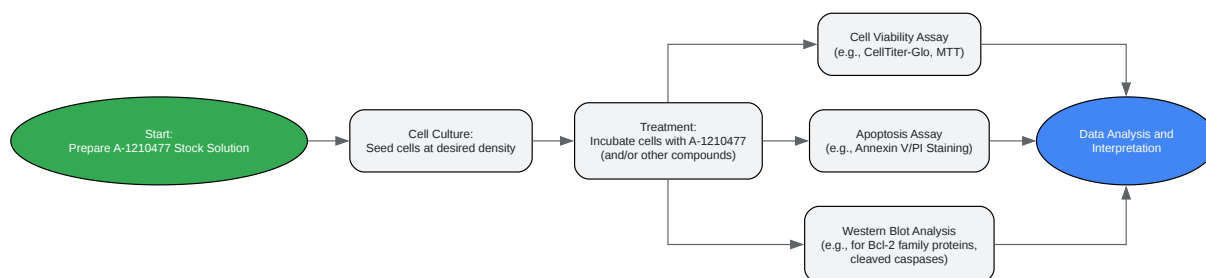 Start:
Prepare A-1210477 Stock Solution
Cell Culture:
Seed cells at desired density
Treatment:
Incubate cells with A-1210477
(and/or other compounds)
Cell Viability Assay
(e.g., CellTiter-Glo, MTT)
Apoptosis Assay
(e.g., Annexin V/PI Staining)
Western Blot Analysis
(e.g., for Bcl-2 family proteins,
cleaved caspases)
Data Analysis and
Interpretation